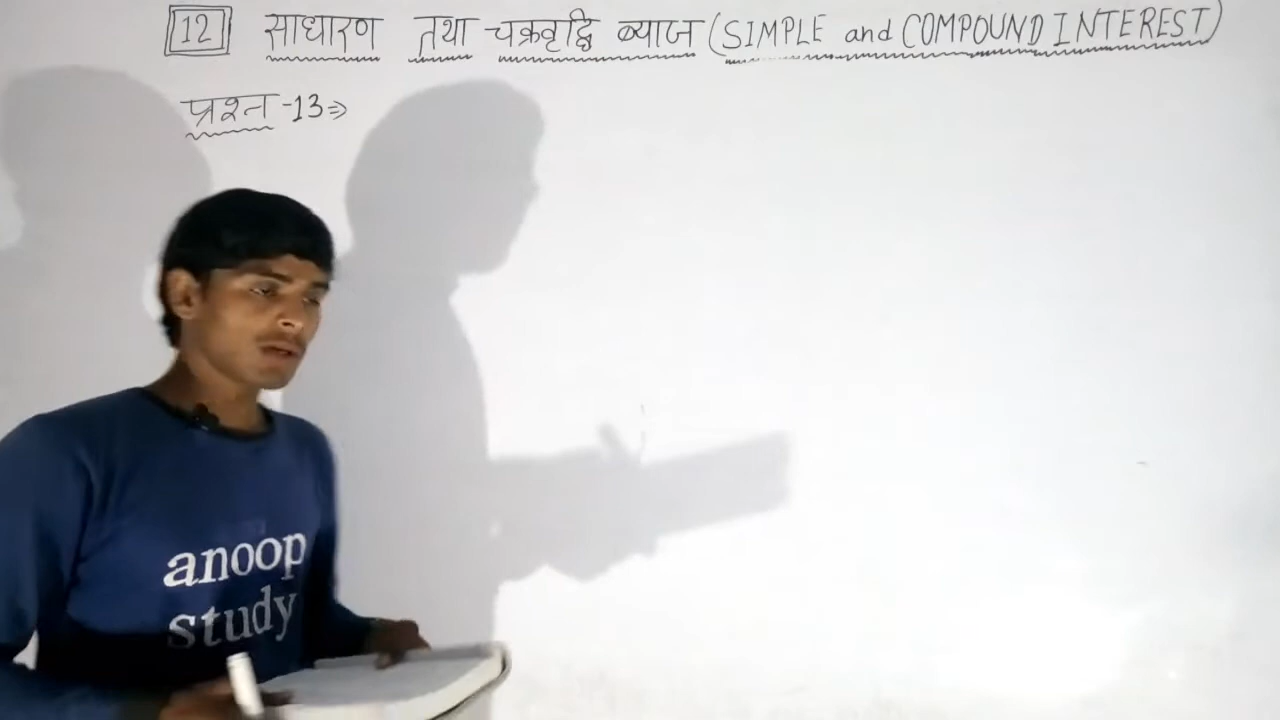 12 साधारण तथा चक्रवृद्धि ब्याज (SIMPLE and COMPOUND INTEREST)
प्रश्न -13⇒
anoop
study